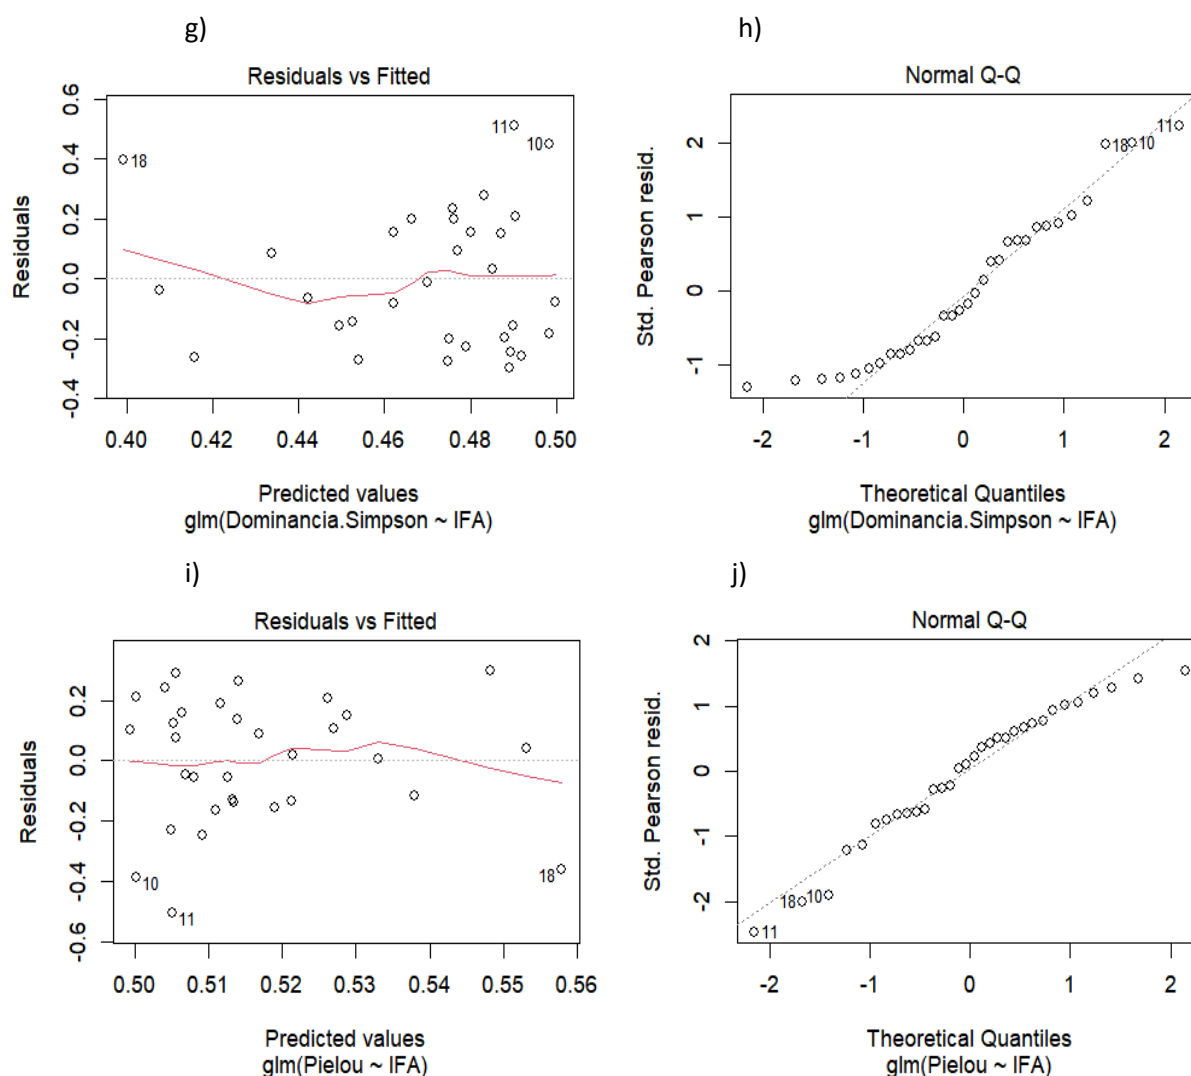 g)
Residuals vs Fitted
Residuals
0.6
0.4
0.2
0.0
-0.2
-0.4
11
10
18
0.40 0.42 0.44 0.46 0.48 0.50
Predicted values
glm(Dominancia.Simpson ~ IFA)
h)
Normal Q-Q
Std. Pearson resid.
2
1
0
-1
11
18 10
-2 -1 0 1 2
Theoretical Quantiles
glm(Dominancia.Simpson ~ IFA)
i)
Residuals vs Fitted
Residuals
0.2
0.0
-0.2
-0.4
-0.6
10
11
18
0.50 0.51 0.52 0.53 0.54 0.55 0.56
Predicted values
glm(Pielou ~ IFA)
j)
Normal Q-Q
Std. Pearson resid.
2
1
0
-1
-2
18 10
11
-2 -1 0 1 2
Theoretical Quantiles
glm(Pielou ~ IFA)